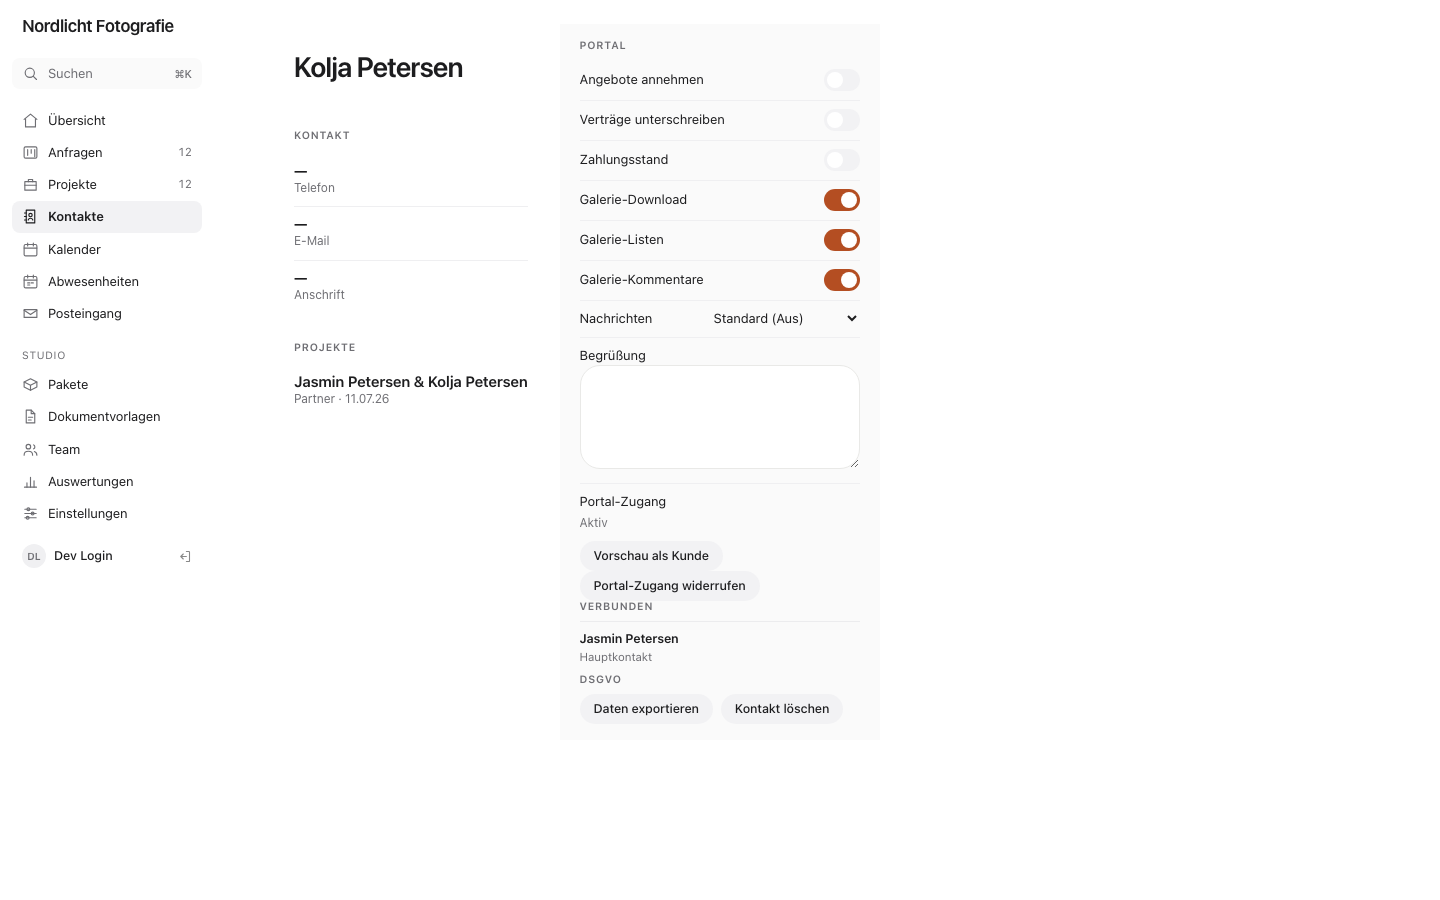 Nordlicht Fotografie
Suchen ⌘K
Übersicht
Anfragen 12
Projekte 12
Kontakte
Kalender
Abwesenheiten
Posteingang
STUDIO
Pakete
Dokumentvorlagen
Team
Auswertungen
Einstellungen
DL Dev Login
Kolja Petersen
KONTAKT
—
Telefon
—
E-Mail
—
Anschrift
PROJEKTE
Jasmin Petersen & Kolja Petersen
Partner · 11.07.26
PORTAL
Angebote annehmen
Verträge unterschreiben
Zahlungsstand
Galerie-Download
Galerie-Listen
Galerie-Kommentare
Nachrichten Standard (Aus)
Begrüßung
Portal-Zugang
Aktiv
Vorschau als Kunde
Portal-Zugang widerrufen
VERBUNDEN
Jasmin Petersen
Hauptkontakt
DSGVO
Daten exportieren Kontakt löschen